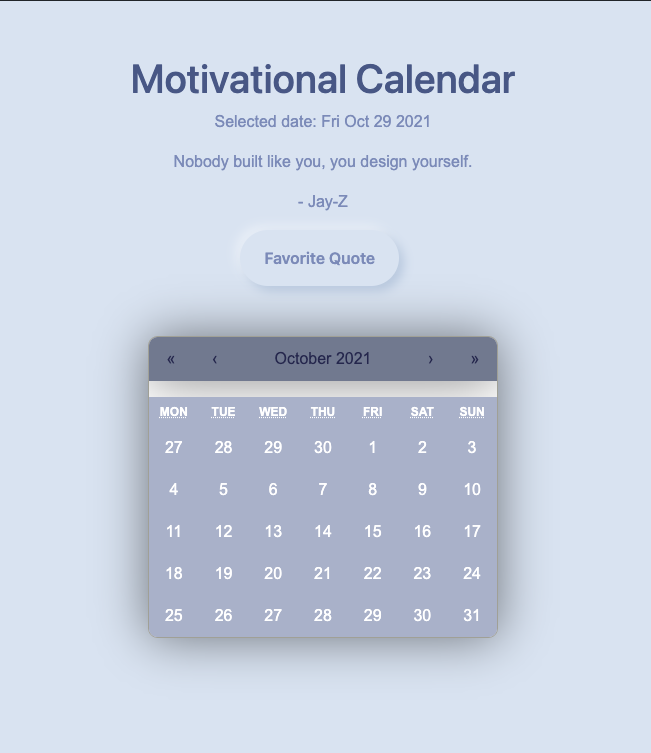 Motivational Calendar
Selected date: Fri Oct 29 2021
Nobody built like you, you design yourself.
- Jay-Z
Favorite Quote
« ‹ October 2021 › »
MON TUE WED THU FRI SAT SUN
27 28 29 30 1 2 3
4 5 6 7 8 9 10
11 12 13 14 15 16 17
18 19 20 21 22 23 24
25 26 27 28 29 30 31